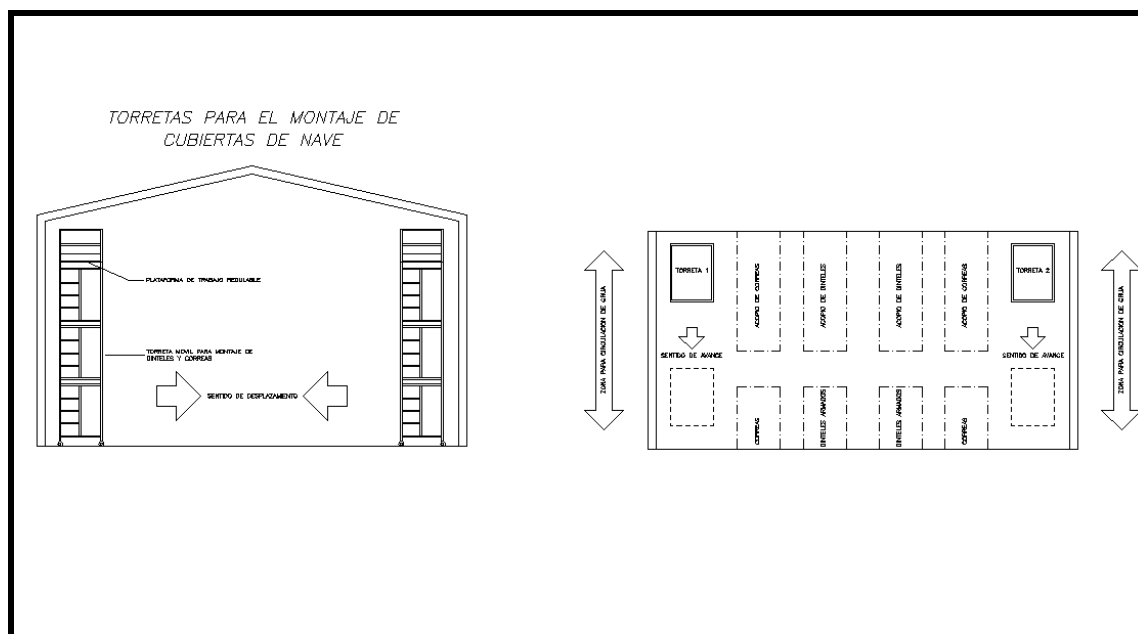 TORRETAS PARA EL MONTAJE DE
CUBIERTAS DE NAVE
PLATAFORMA DE TRABAJO REGULABLE
TORRETA MOVIL PARA MONTAJE DE
DINTELES Y CORREAS
SENTIDO DE DESPLAZAMIENTO
ZONA PARA CIRCULACION DE GRUA
TORRETA 1
ACOPIO DE CORREAS
ACOPIO DE DINTELES
ACOPIO DE DINTELES
ACOPIO DE CORREAS
TORRETA 2
SENTIDO DE AVANCE
SENTIDO DE AVANCE
CORREAS
DINTELES ARMADOS
DINTELES ARMADOS
CORREAS
ZONA PARA CIRCULACION DE GRUA